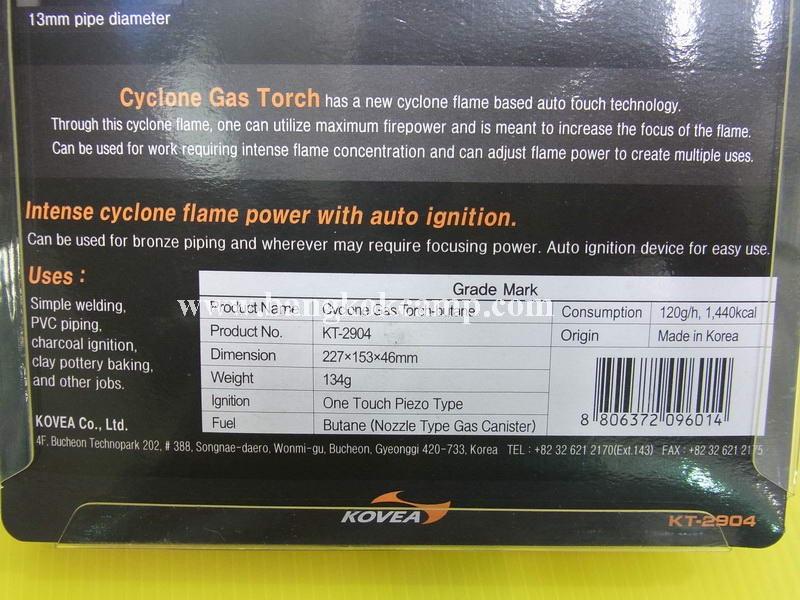 13mm pipe diameter
Cyclone Gas Torch has a new cyclone flame based auto touch technology.
Through this cyclone flame, one can utilize maximum firepower and is meant to increase the focus of the flame.
Can be used for work requiring intense flame concentration and can adjust flame power to create multiple uses.
Intense cyclone flame power with auto ignition.
Can be used for bronze piping and wherever may require focusing power. Auto ignition device for easy use.
Uses :
Simple welding,
PVC piping,
charcoal ignition,
clay pottery baking,
and other jobs.
Grade Mark
Product Name Cyclone Gas Torch-butane Consumption 120g/h, 1,440kcal
Product No. KT-2904 Origin Made in Korea
Dimension 227×153×46mm
Weight 134g
Ignition One Touch Piezo Type
Fuel Butane (Nozzle Type Gas Canister)
8 806372 096014
www.bangkokcamp.com
KOVEA Co., Ltd.
4F, Bucheon Technopark 202, # 388, Songnae-daero, Wonmi-gu, Bucheon, Gyeonggi 420-733, Korea TEL : +82 32 621 2170(Ext.143) FAX : +82 32 621 2175
KOVEA
KT-2904